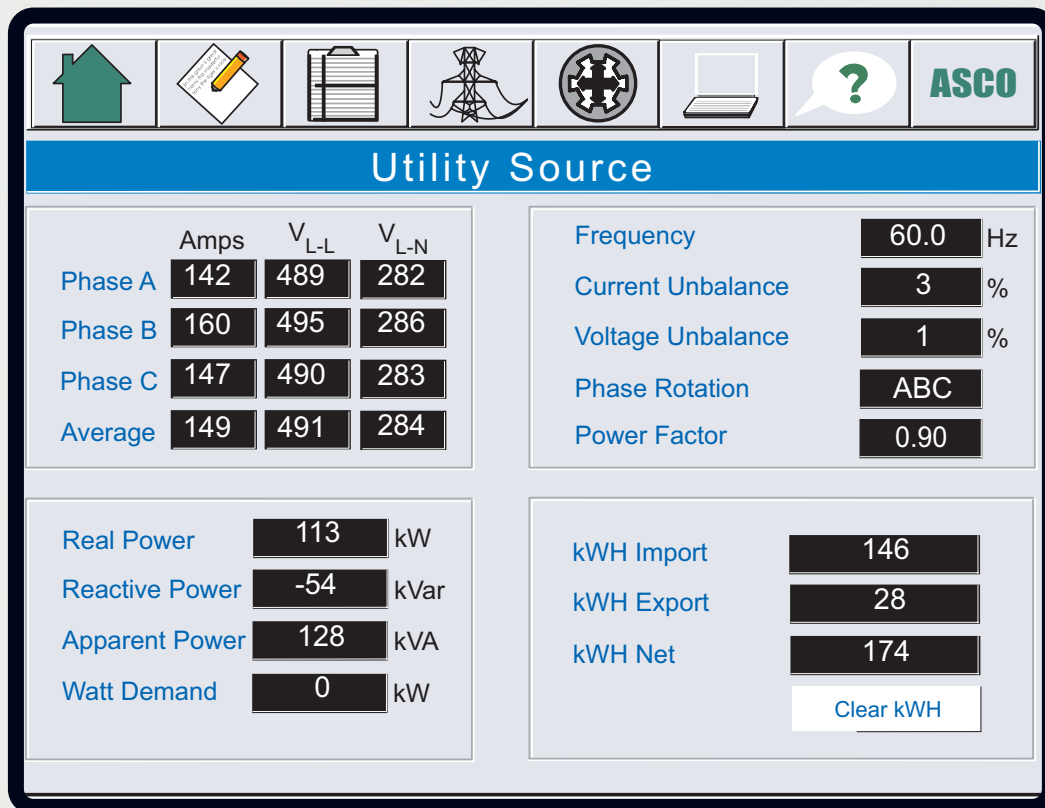 ?
ASCO
Utility Source
Amps V L-L V L-N
Phase A 142 489 282
Phase B 160 495 286
Phase C 147 490 283
Average 149 491 284
Frequency 60.0 Hz
Current Unbalance 3 %
Voltage Unbalance 1 %
Phase Rotation ABC
Power Factor 0.90
Real Power 113 kW
Reactive Power -54 kVar
Apparent Power 128 kVA
Watt Demand 0 kW
kWH Import 146
kWH Export 28
kWH Net 174
Clear kWH